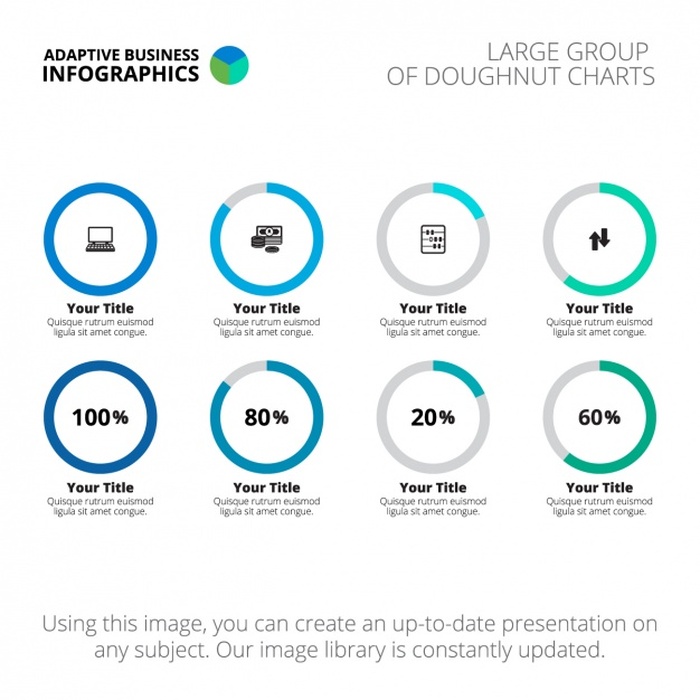 ADAPTIVE BUSINESS
INFOGRAPHICS
LARGE GROUP
OF DOUGHNUT CHARTS
Your Title
Quisque rutrum euismod
ligula sit amet congue.
Your Title
Quisque rutrum euismod
ligula sit amet congue.
Your Title
Quisque rutrum euismod
ligula sit amet congue.
Your Title
Quisque rutrum euismod
ligula sit amet congue.
100%
Your Title
Quisque rutrum euismod
ligula sit amet congue.
80%
Your Title
Quisque rutrum euismod
ligula sit amet congue.
20%
Your Title
Quisque rutrum euismod
ligula sit amet congue.
60%
Your Title
Quisque rutrum euismod
ligula sit amet congue.
Using this image, you can create an up-to-date presentation on
any subject. Our image library is constantly updated.